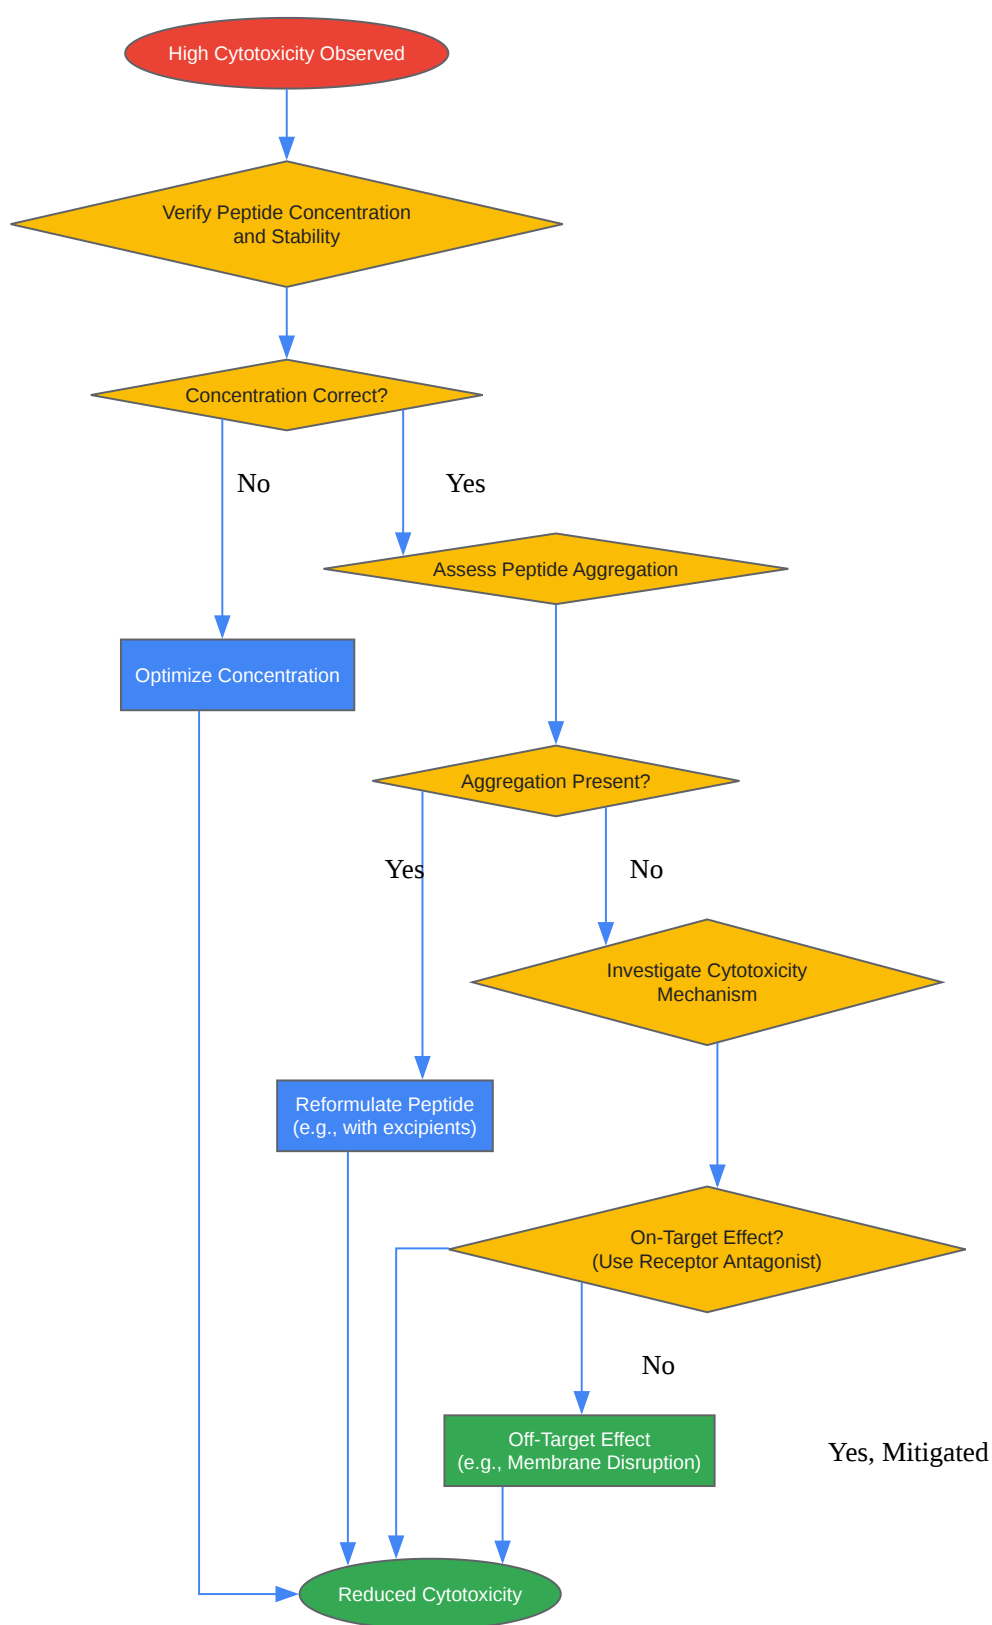 High Cytotoxicity Observed
Verify Peptide Concentration
and Stability
Concentration Correct?
No
Yes
Assess Peptide Aggregation
Optimize Concentration
Aggregation Present?
Yes
No
Investigate Cytotoxicity
Mechanism
Reformulate Peptide
(e.g., with excipients)
On-Target Effect?
(Use Receptor Antagonist)
No
Off-Target Effect
(e.g., Membrane Disruption)
Yes, Mitigated
Reduced Cytotoxicity